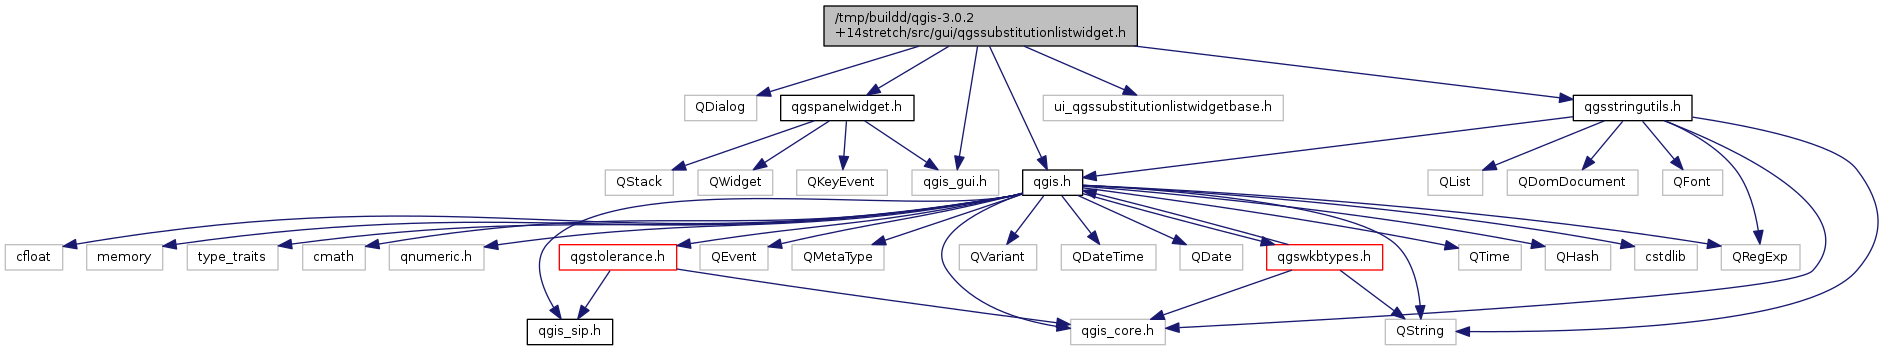 /tmp/buildd/qgis-3.0.2
+14stretch/src/gui/qgssubstitutionlistwidget.h
QDialog
qgspanelwidget.h
ui_qgssubstitutionlistwidgetbase.h
qgsstringutils.h
QStack
QWidget
QKeyEvent
qgis_gui.h
qgis.h
QList
QDomDocument
QFont
cfloat
memory
type_traits
cmath
qnumeric.h
qgstolerance.h
QEvent
QMetaType
QVariant
QDateTime
QDate
qgswkbtypes.h
QTime
QHash
cstdlib
QRegExp
qgis_sip.h
qgis_core.h
QString